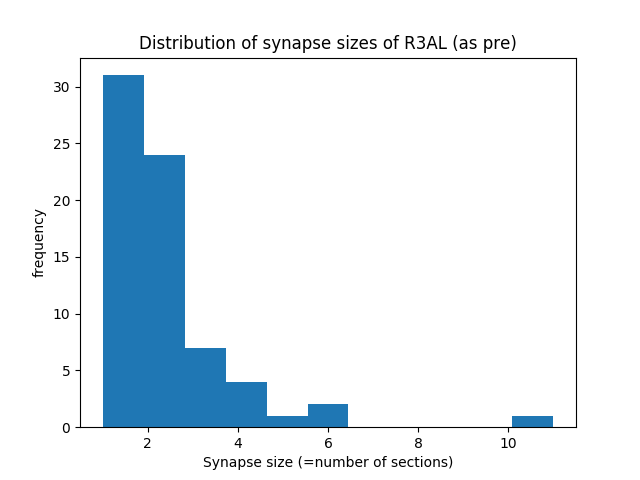 Distribution of synapse sizes of R3AL (as pre)
30
25
20
15
10
5
0
frequency
2 4 6 8 10
Synapse size (=number of sections)